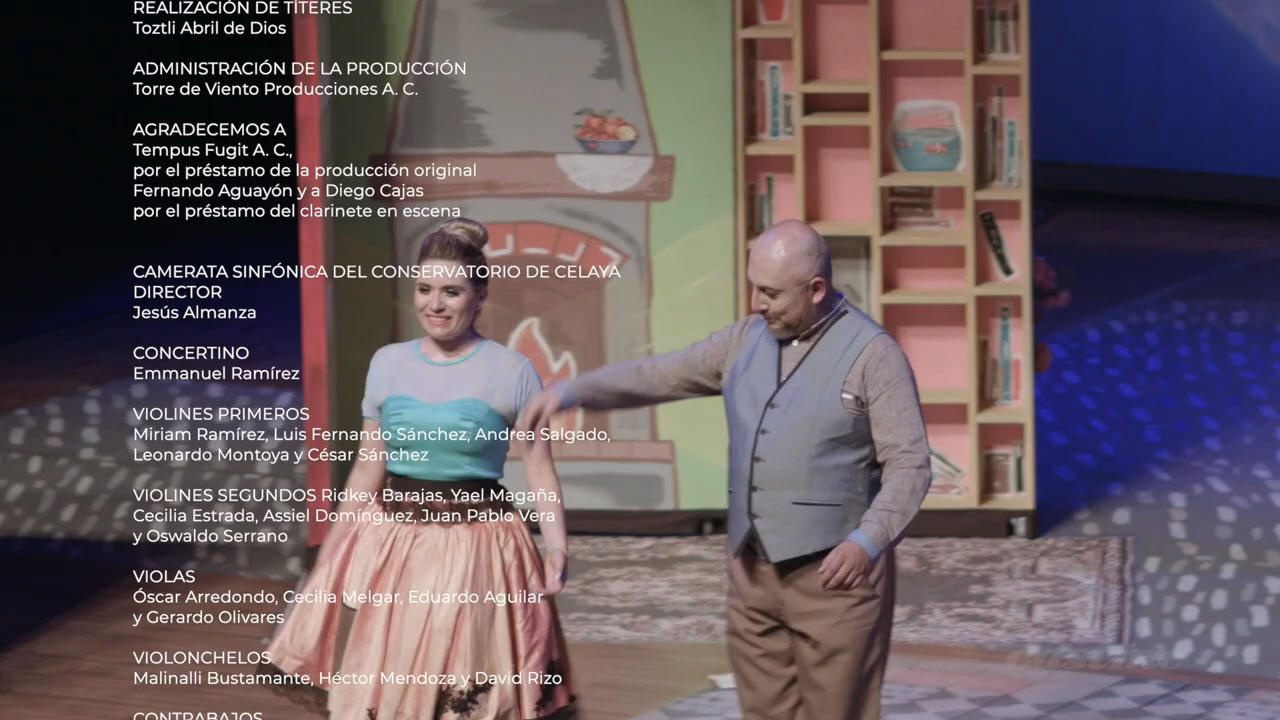 REALIZACIÓN DE TÍTERES
Toztli Abril de Dios
ADMINISTRACIÓN DE LA PRODUCCIÓN
Torre de Viento Producciones A. C.
AGRADECEMOS A
Tempus Fugit A. C.,
por el préstamo de la producción original
Fernando Aguayón y a Diego Cajas
por el préstamo del clarinete en escena
CAMERATA SINFÓNICA DEL CONSERVATORIO DE CELAYA
DIRECTOR
Jesús Almanza
CONCERTINO
Emmanuel Ramírez
VIOLINES PRIMEROS
Miriam Ramírez, Luis Fernando Sánchez, Andrea Salgado,
Leonardo Montoya y César Sánchez
VIOLINES SEGUNDOS Ridkey Barajas, Yael Magaña,
Cecilia Estrada, Assiel Domínguez, Juan Pablo Vera
y Oswaldo Serrano
VIOLAS
Óscar Arredondo, Cecilia Melgar, Eduardo Aguilar
y Gerardo Olivares
VIOLONCHELOS
Malinalli Bustamante, Héctor Mendoza y David Rizo
CONTRABAJOS